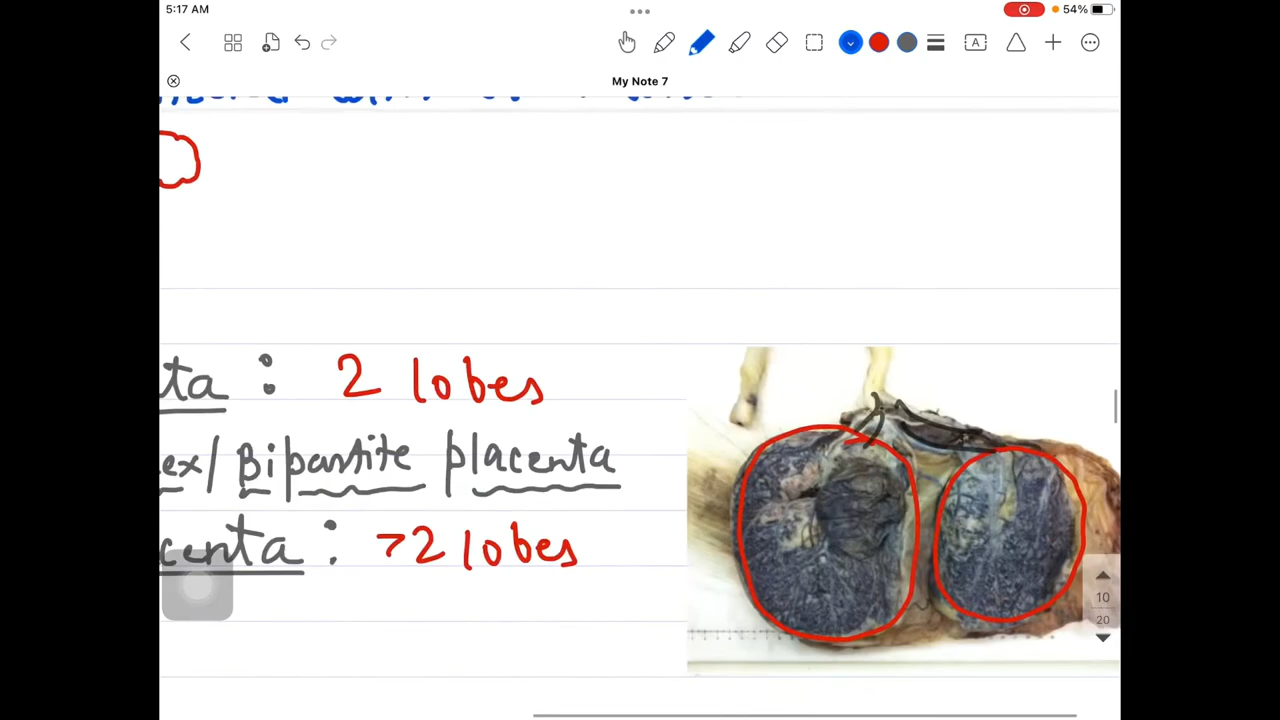 5:17 AM
54%
My Note 7
A
ta : 2 lobes
ex/ Bipartite placenta
centa : >2 lobes
10
20